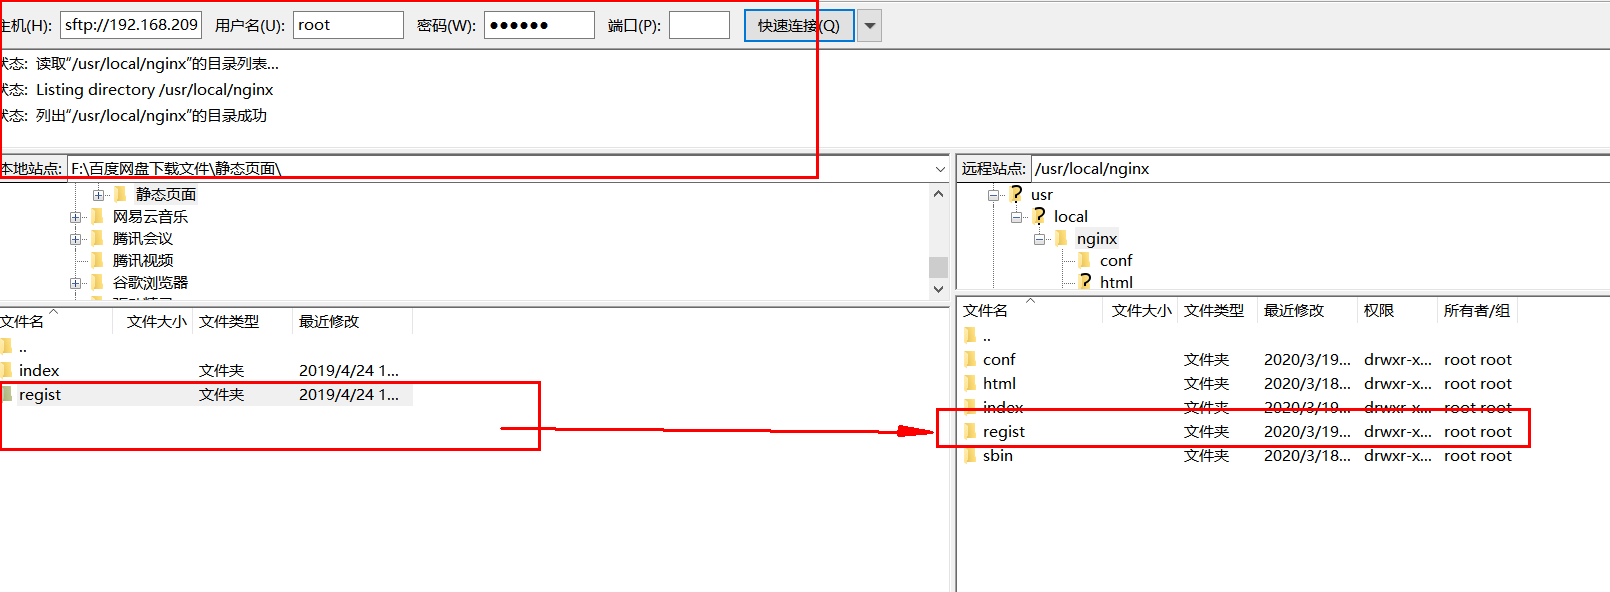 主机(H): sftp://192.168.209 用户名(U): root 密码(W): ●●●●●● 端口(P): 快速连接(Q)
状态: 读取“/usr/local/nginx”的目录列表...
状态: Listing directory /usr/local/nginx
状态: 列出“/usr/local/nginx”的目录成功
本地站点: F:\百度网盘下载文件\静态页面\
静态页面
网易云音乐
腾讯会议
腾讯视频
谷歌浏览器
文件名 文件大小 文件类型 最近修改
..
index 文件夹 2019/4/24 1...
regist 文件夹 2019/4/24 1...
远程站点: /usr/local/nginx
usr
local
nginx
conf
html
文件名 文件大小 文件类型 最近修改 权限 所有者/组
..
conf 文件夹 2020/3/19... drwxr-x... root root
html 文件夹 2020/3/18... drwxr-x... root root
index 文件夹 2020/3/19... drwxr-x... root root
regist 文件夹 2020/3/19... drwxr-x... root root
sbin 文件夹 2020/3/18... drwxr-x... root root